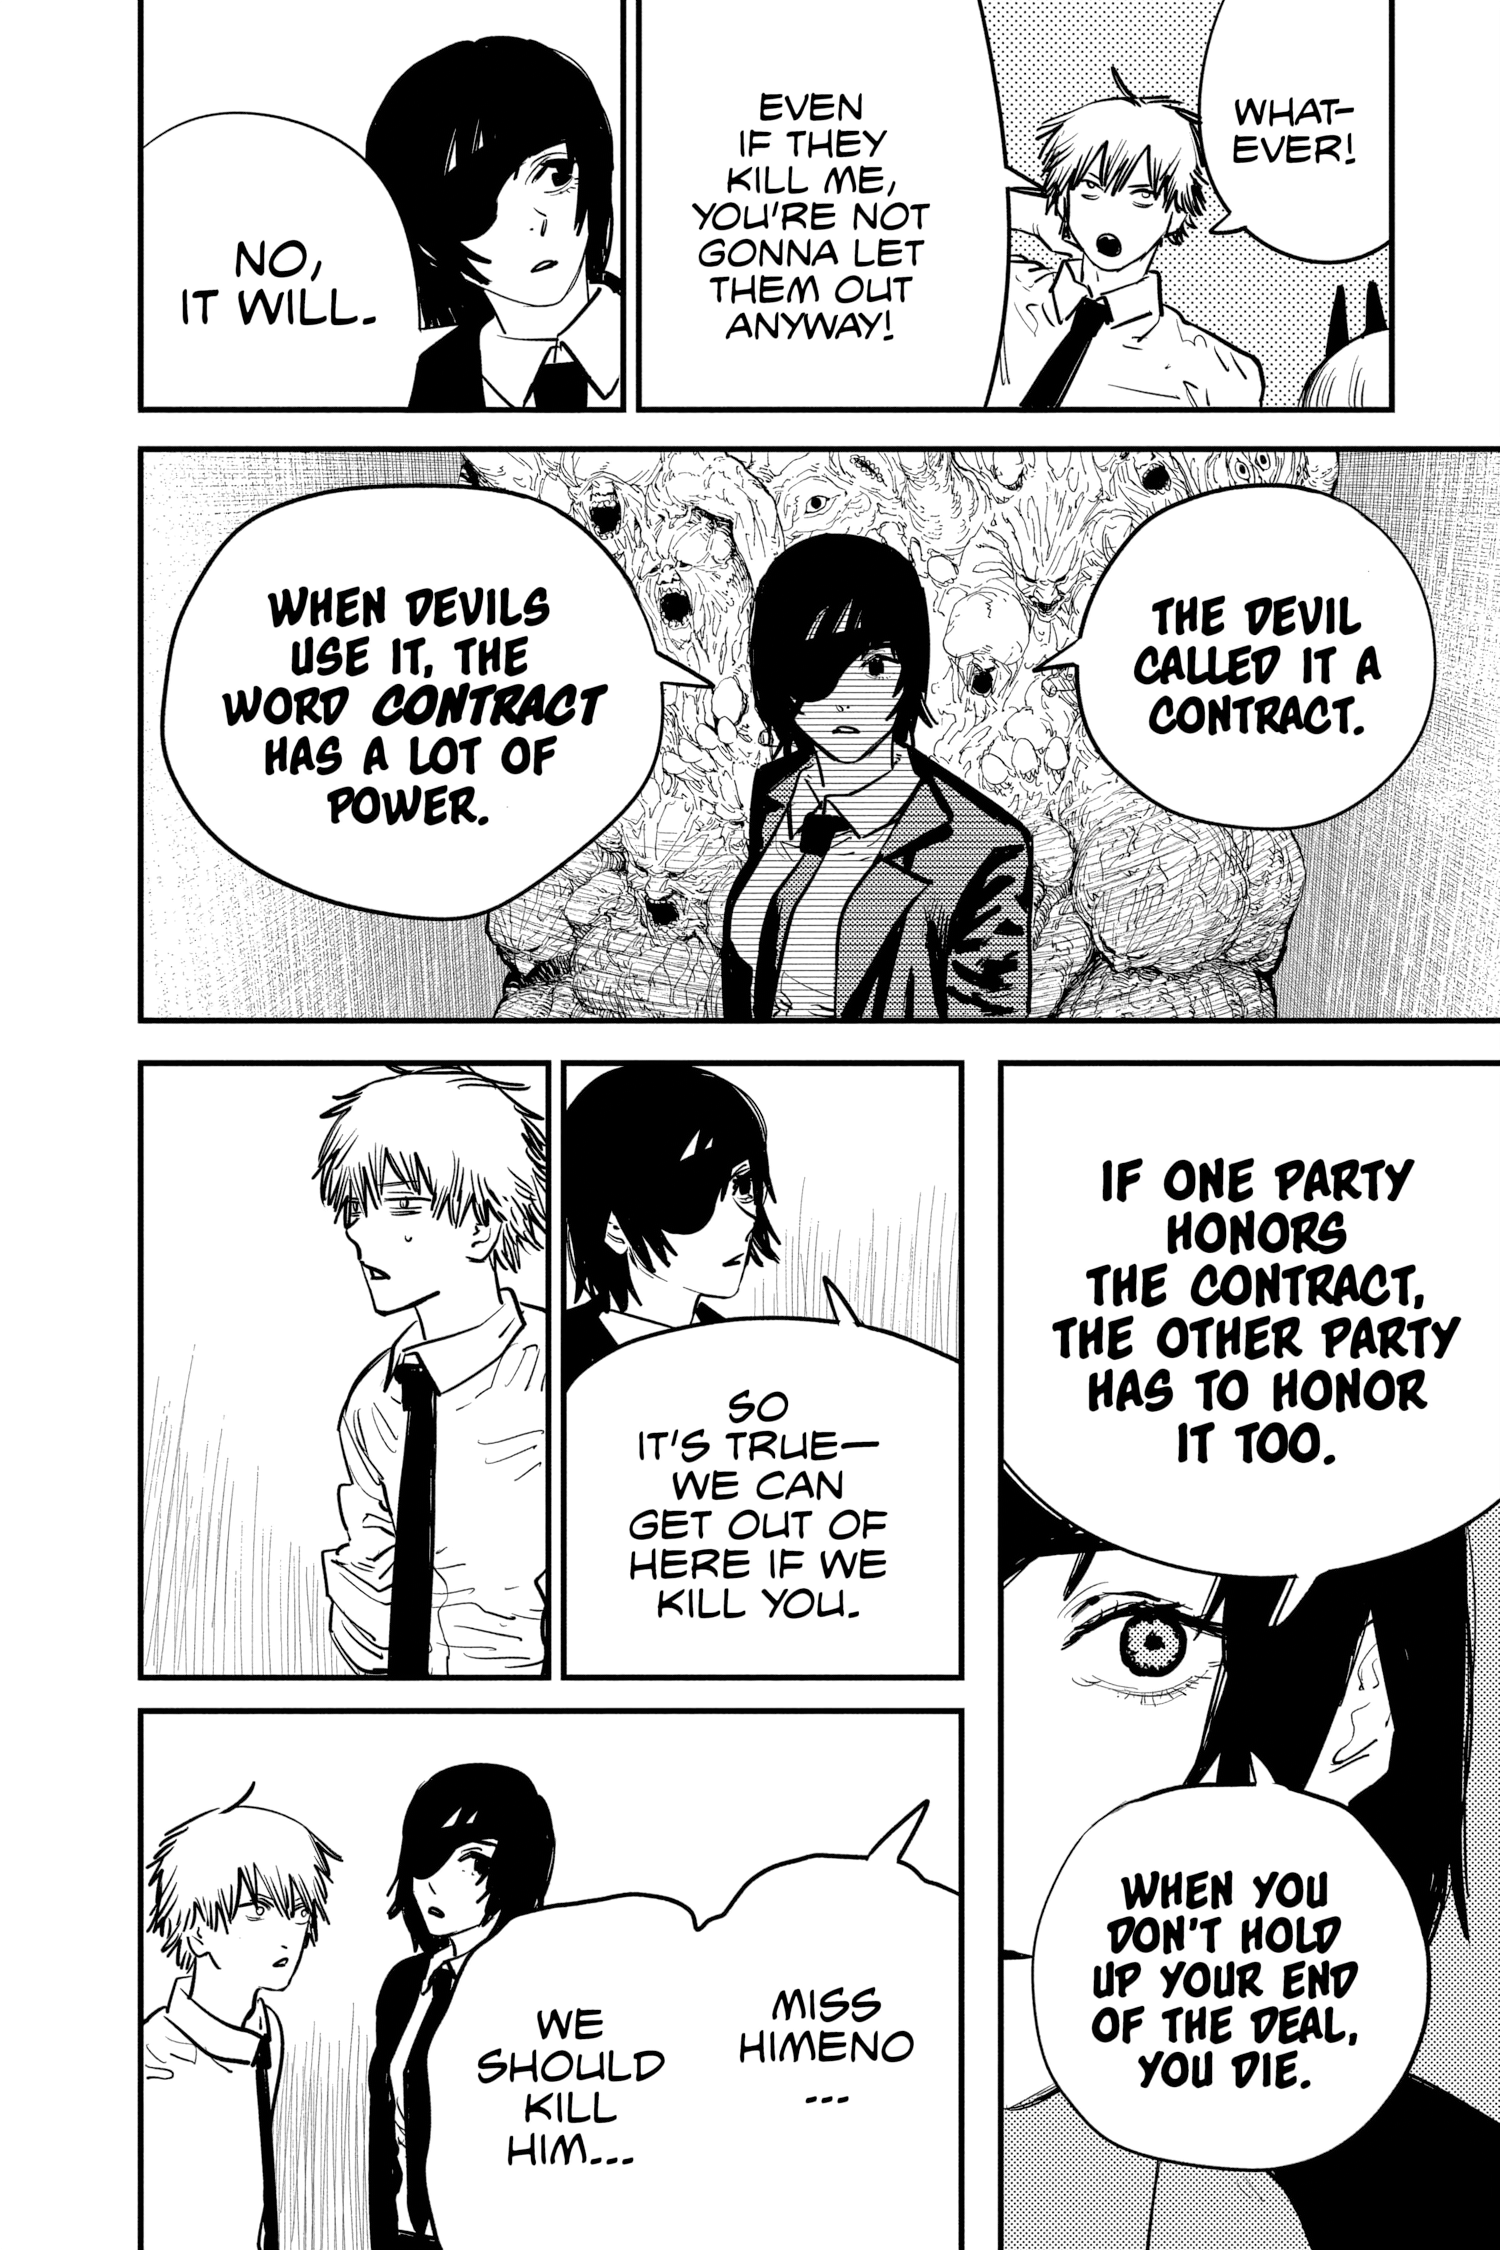 WHAT-
EVER!
EVEN
IF THEY
KILL ME,
YOU'RE NOT
GONNA LET
THEM OUT
ANYWAY!
NO,
IT WILL.
THE DEVIL
CALLED IT A
CONTRACT.
WHEN DEVILS
USE IT, THE
WORD CONTRACT
HAS A LOT OF
POWER.
IF ONE PARTY
HONORS
THE CONTRACT,
THE OTHER PARTY
HAS TO HONOR
IT TOO.
WHEN YOU
DON'T HOLD
UP YOUR END
OF THE DEAL,
YOU DIE.
SO
IT'S TRUE—
WE CAN
GET OUT OF
HERE IF WE
KILL YOU.
MISS
HIMENO
...
WE
SHOULD
KILL
HIM...